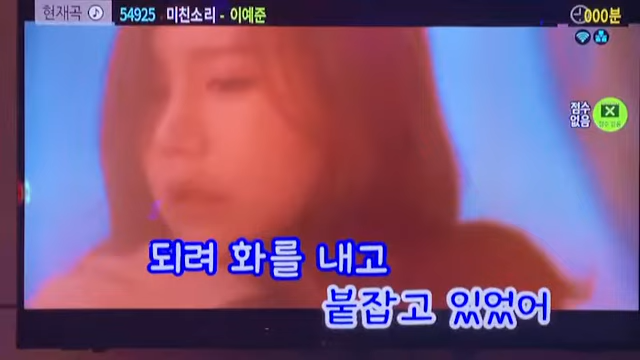 현재곡 ♪ 54925 미친소리 - 이예준 000분
점수
없음
되려 화를 내고
붙잡고 있었어